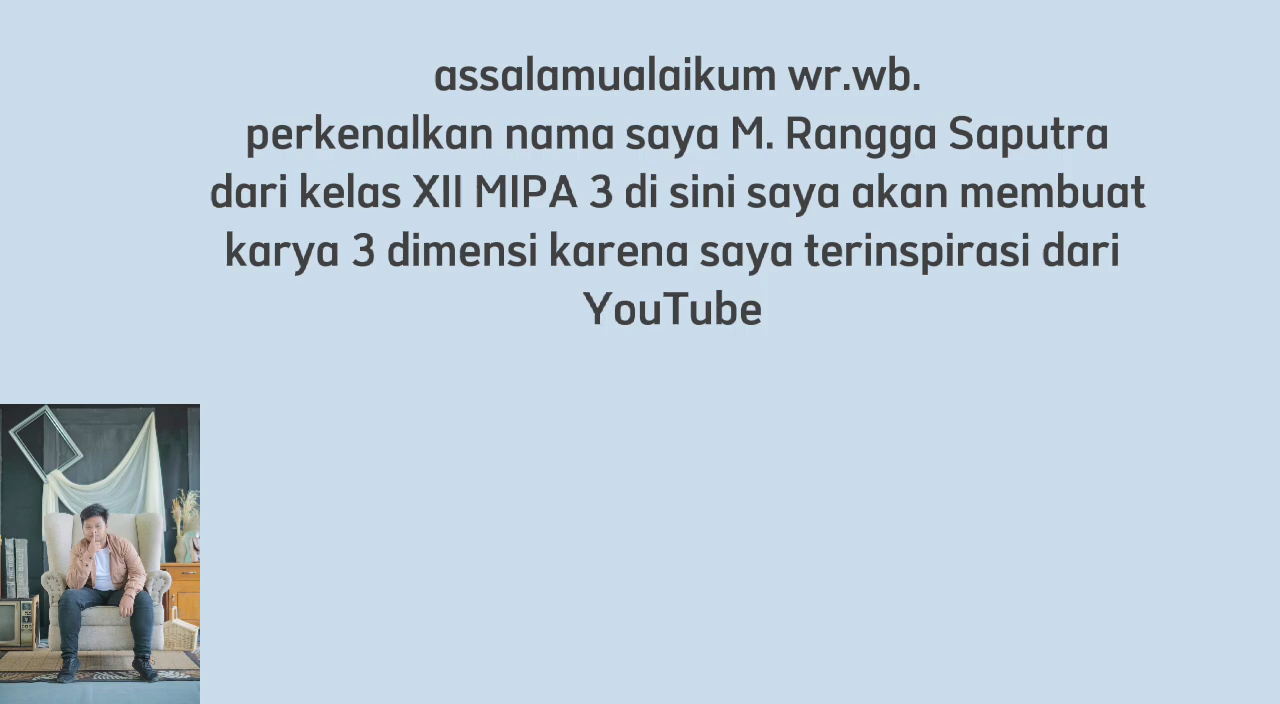 assalamualaikum wr.wb.
perkenalkan nama saya M. Rangga Saputra
dari kelas XII MIPA 3 di sini saya akan membuat
karya 3 dimensi karena saya terinspirasi dari
YouTube